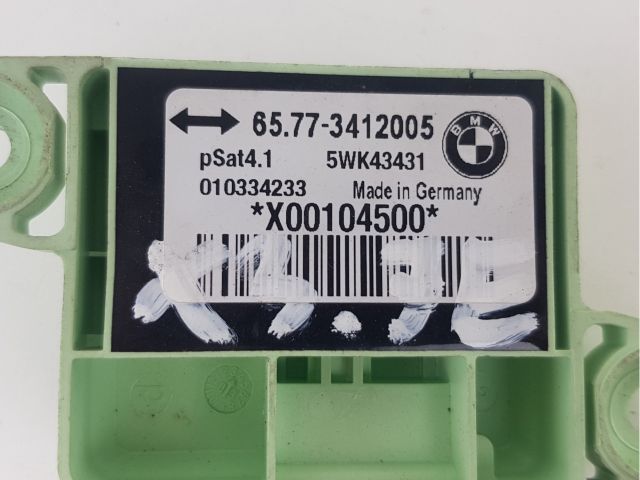 65.77-3412005
BMW
pSat4.1 5WK43431
010334233 Made in Germany
*X00104500*